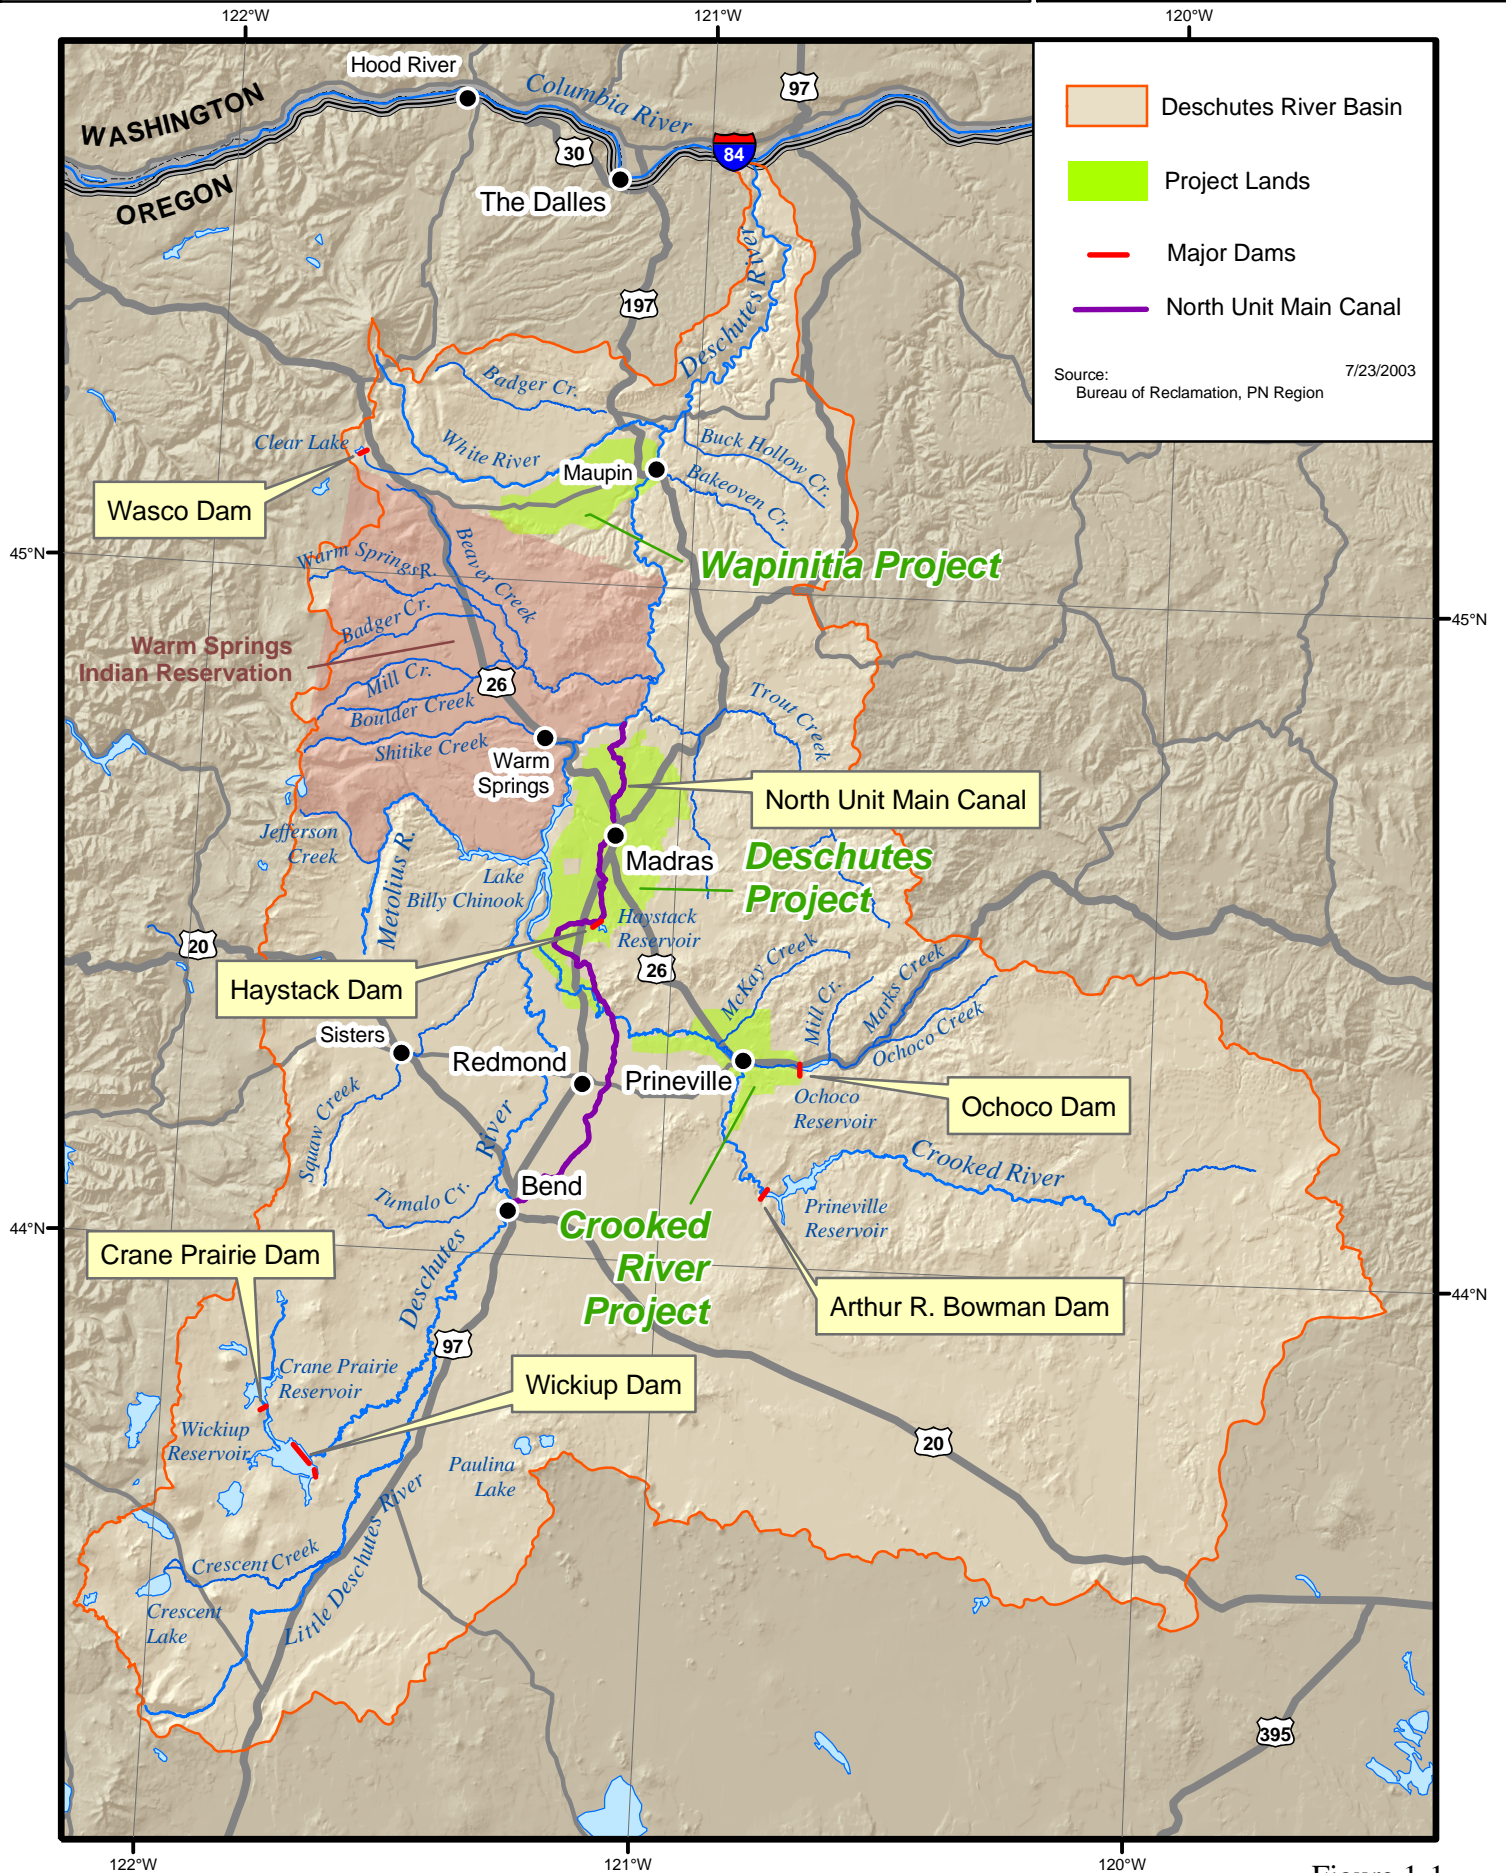 122°W
121°W
120°W
Hood River
Columbia River
97
WASHINGTON
OREGON
30
84
The Dalles
197
Deschutes River
Deschutes River Basin
Project Lands
Major Dams
North Unit Main Canal
Source:
7/23/2003
Bureau of Reclamation, PN Region
Badger Cr.
Clear Lake
White River
Maupin
Buck Hollow Cr.
Bakeoven Cr.
Wasco Dam
45°N
Wapinitia Project
45°N
Warm Springs R.
Beaver Creek
Badger Cr.
Warm Springs
Indian Reservation
Mill Cr.
26
Boulder Creek
Shitike Creek
Warm
Springs
Trout Creek
North Unit Main Canal
Jefferson
Creek
Metolius R.
Madras
Deschutes
Project
Lake
Billy Chinook
Haystack
Reservoir
20
26
Haystack Dam
McKay Creek
Mill Cr.
Marks Creek
Ochoco Creek
Sisters
Redmond
Prineville
Ochoco
Reservoir
Ochoco Dam
Squaw Creek
River
Crooked River
Tumalo Cr.
Bend
Prineville
Reservoir
44°N
Crane Prairie Dam
Deschutes
Crooked
River
Project
Arthur R. Bowman Dam
44°N
97
Crane Prairie
Reservoir
Wickiup Dam
Wickiup
Reservoir
20
Paulina
Lake
Crescent Creek
Little Deschutes River
Crescent
Lake
395
122°W
121°W
120°W
Figure 1-1